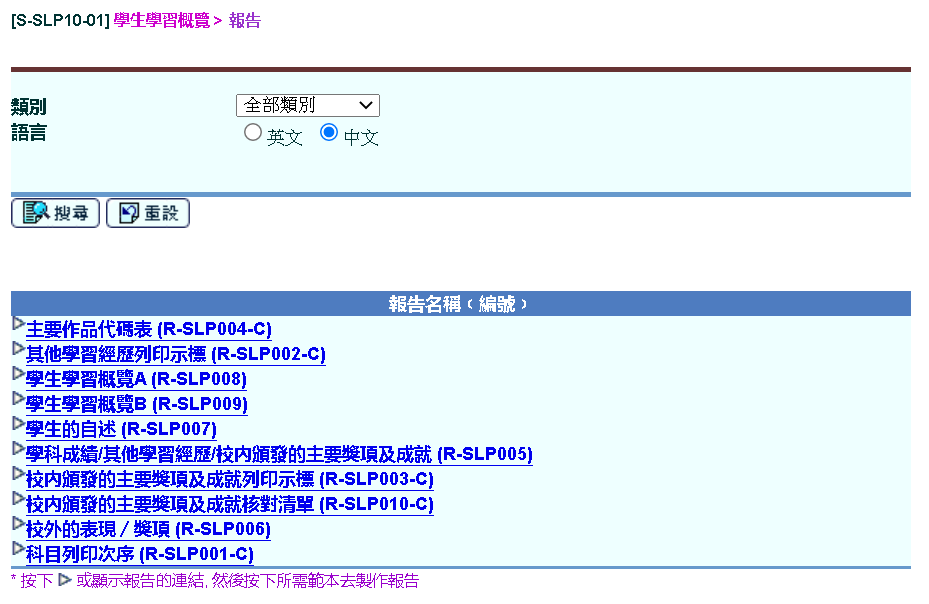 [S-SLP10-01] 學生學習概覽 > 報告
類別 全部類別
語言 英文 中文
搜尋 重設
報告名稱﹙編號﹚
主要作品代碼表 (R-SLP004-C)
其他學習經歷列印示標 (R-SLP002-C)
學生學習概覽A (R-SLP008)
學生學習概覽B (R-SLP009)
學生的自述 (R-SLP007)
學科成績/其他學習經歷/校內頒發的主要獎項及成就 (R-SLP005)
校內頒發的主要獎項及成就列印示標 (R-SLP003-C)
校內頒發的主要獎項及成就核對清單 (R-SLP010-C)
校外的表現 / 獎項 (R-SLP006)
科目列印次序 (R-SLP001-C)
* 按下 ▷ 或顯示報告的連結, 然後按下所需範本去製作報告